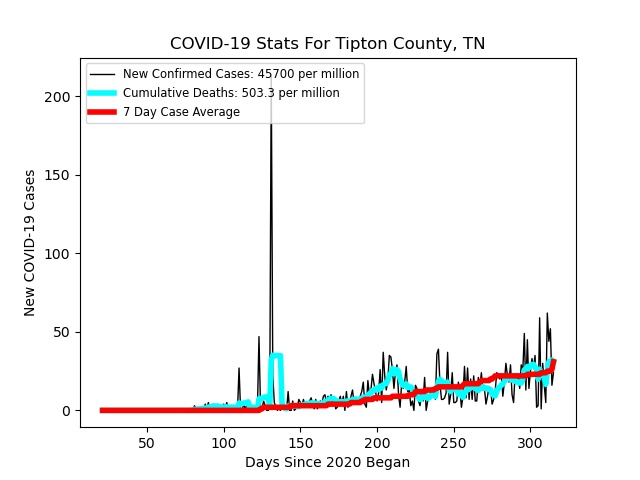 COVID-19 Stats For Tipton County, TN
New Confirmed Cases: 45700 per million
Cumulative Deaths: 503.3 per million
7 Day Case Average
New COVID-19 Cases
200
150
100
50
0
50 100 150 200 250 300
Days Since 2020 Began